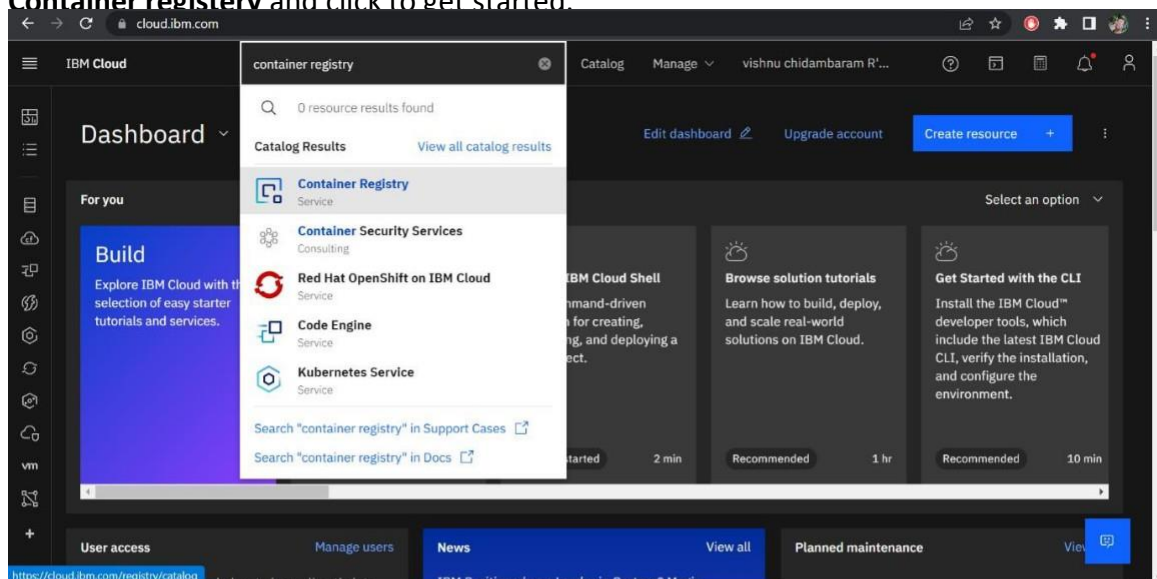 Container registery and click to get started.
cloud.ibm.com
IBM Cloud
container registry
Catalog
Manage
vishnu chidambaram R'...
0 resource results found
Dashboard
Edit dashboard
Upgrade account
Create resource +
Catalog Results
View all catalog results
For you
Select an option
Container Registry
Service
Container Security Services
Consulting
Red Hat OpenShift on IBM Cloud
Service
Code Engine
Service
Kubernetes Service
Service
Search "container registry" in Support Cases
Search "container registry" in Docs
Build
Explore IBM Cloud with
selection of easy starter
tutorials and services.
IBM Cloud Shell
for creating,
and deploying a
2 min
Browse solution tutorials
Learn how to build, deploy,
and scale real-world
solutions on IBM Cloud.
Recommended
1 hr
Get Started with the CLI
Install the IBM Cloud™
developer tools, which
include the latest IBM Cloud
CLI, verify the installation,
and configure the
environment.
Recommended
10 min
vm
User access
Manage users
News
View all
Planned maintenance
https://cloud.ibm.com/registry/catalog